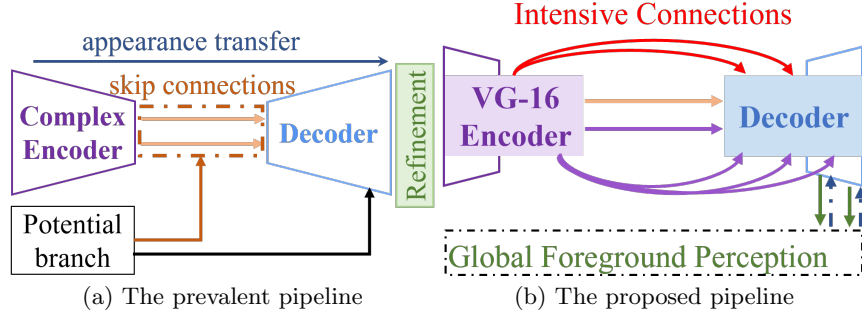 appearance transfer
skip connections
Complex
Encoder
Decoder
Refinement
Potential
branch
(a) The prevalent pipeline
Intensive Connections
VG-16
Encoder
Decoder
Global Foreground Perception
(b) The proposed pipeline